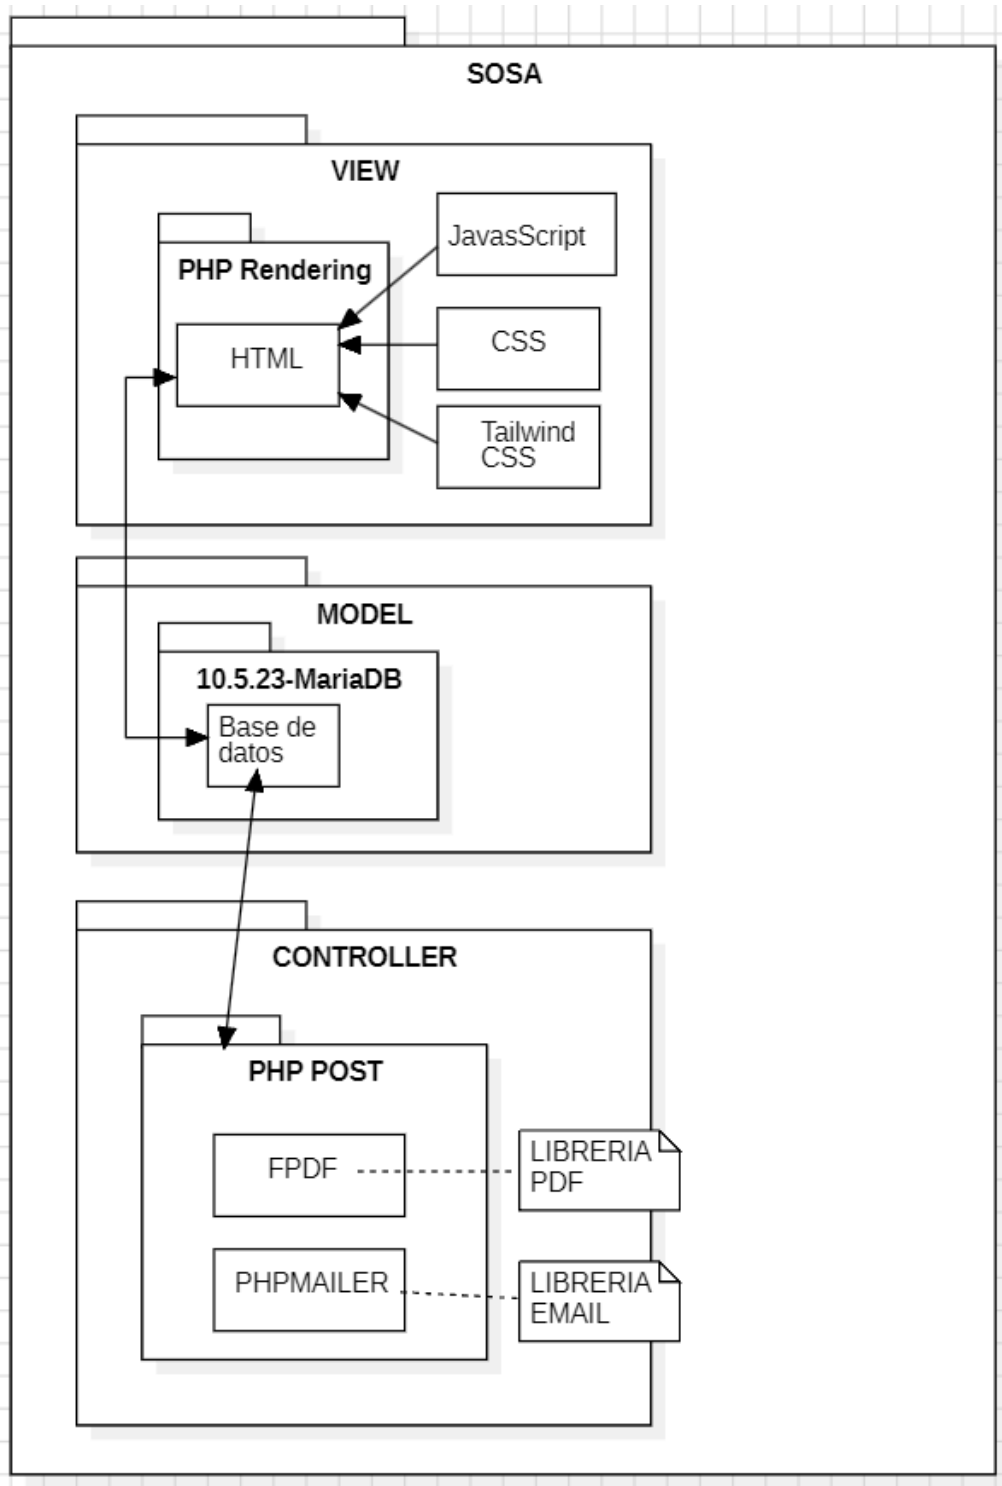 SOSA
VIEW
PHP Rendering
JavasScript
HTML
CSS
Tailwind
CSS
MODEL
10.5.23-MariaDB
Base de
datos
CONTROLLER
PHP POST
FPDF
LIBRERIA
PDF
PHPMAILER
LIBRERIA
EMAIL